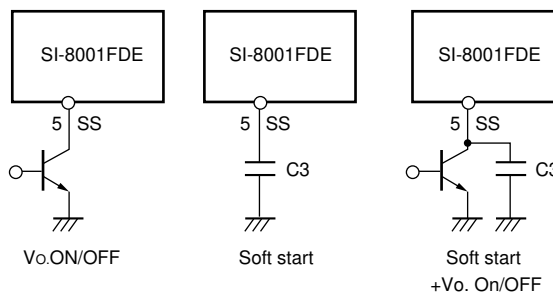 SI-8001FDE
5 SS
Vo.ON/OFF
SI-8001FDE
5 SS
C3
Soft start
SI-8001FDE
5 SS
C3
Soft start
+Vo. On/OFF